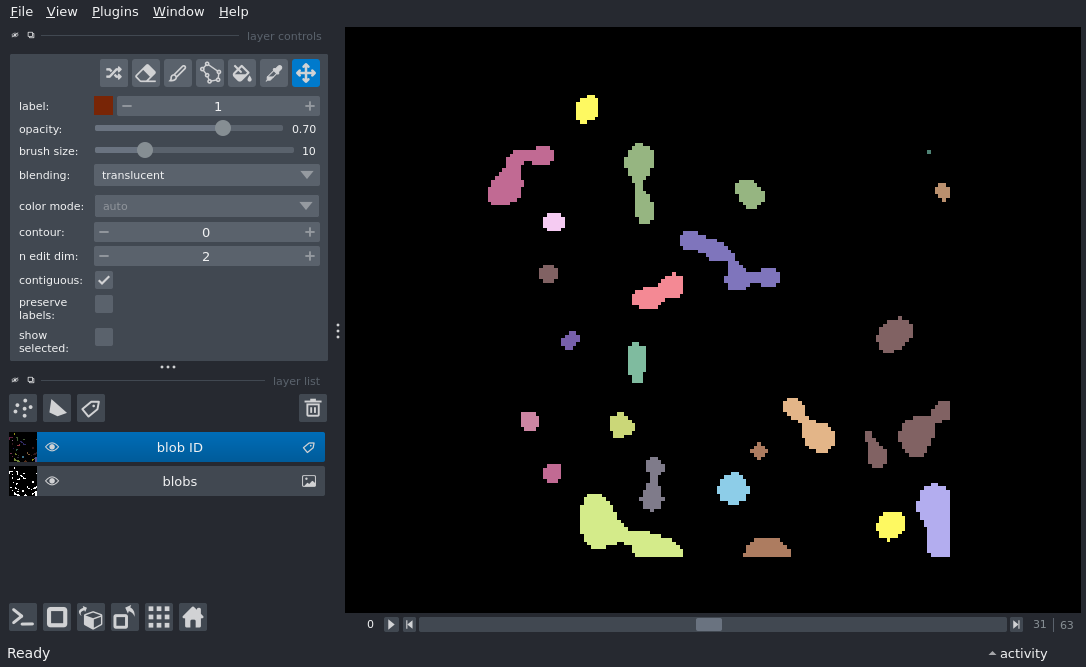 File View Plugins Window Help
layer controls
label: 1
opacity: 0.70
brush size: 10
blending: translucent
color mode: auto
contour: 0
n edit dim: 2
contiguous:
preserve
labels:
show
selected:
layer list
blob ID
blobs
0 31 63
Ready activity